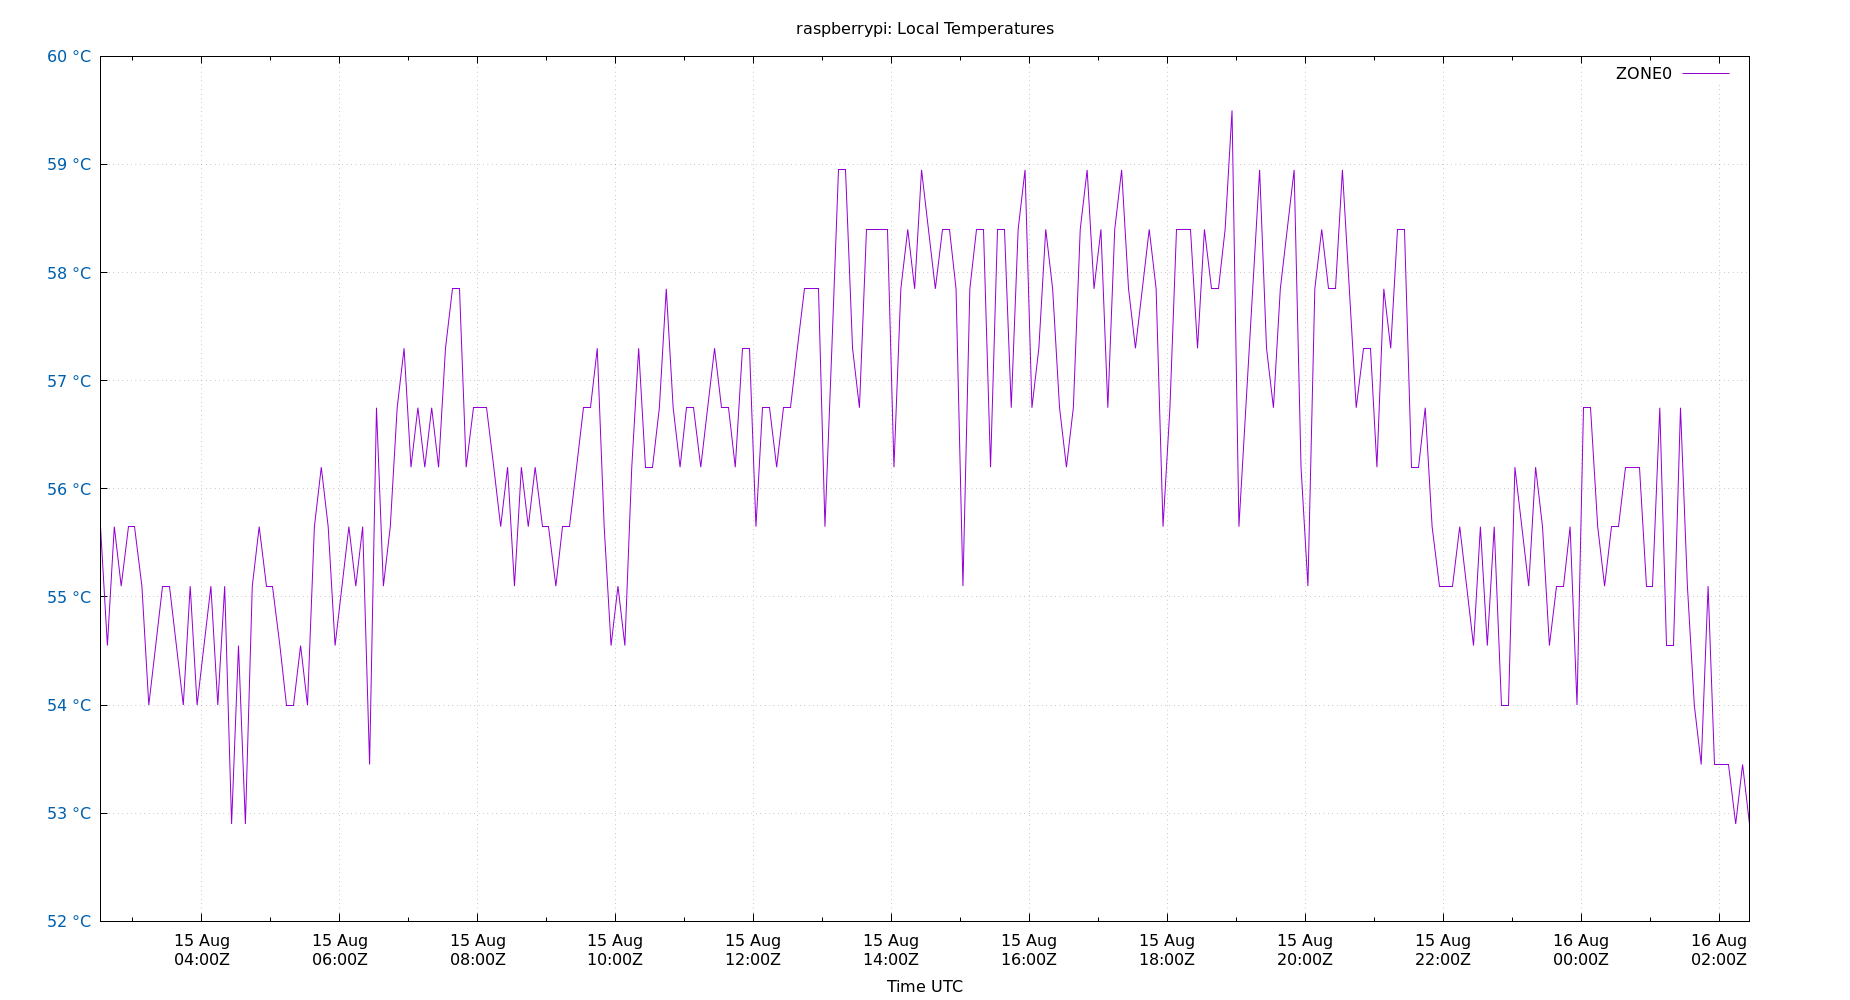 raspberrypi: Local Temperatures
60 °C
ZONE0
59 °C
58 °C
57 °C
56 °C
55 °C
54 °C
53 °C
52 °C
15 Aug 15 Aug 15 Aug 15 Aug 15 Aug 15 Aug 15 Aug 15 Aug 15 Aug 15 Aug 16 Aug 16 Aug
04:00Z 06:00Z 08:00Z 10:00Z 12:00Z 14:00Z 16:00Z 18:00Z 20:00Z 22:00Z 00:00Z 02:00Z
Time UTC